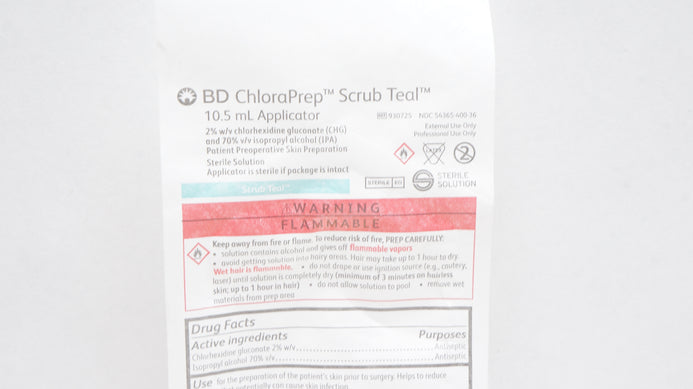 BD ChloraPrep™ Scrub Teal™
10.5 mL Applicator
REF 930725 NDC 54365-400-36
2% w/v chlorhexidine gluconate (CHG)
and 70% v/v isopropyl alcohol (IPA)
Patient Preoperative Skin Preparation
External Use Only
Professional Use Only
Sterile Solution
Applicator is sterile if package is intact
LATEX
2
STERILE EO
STERILE
SOLUTION
Scrub Teal™
WARNING
FLAMMABLE
Keep away from fire or flame. To reduce risk of fire, PREP CAREFULLY:
• solution contains alcohol and gives off flammable vapors
• avoid getting solution into hairy areas. Hair may take up to 1 hour to dry.
Wet hair is flammable. • do not drape or use ignition source (e.g., cautery,
laser) until solution is completely dry (minimum of 3 minutes on hairless
skin; up to 1 hour in hair) • do not allow solution to pool • remove wet
materials from prep area
Drug Facts
Active ingredients Purposes
Chlorhexidine gluconate 2% w/v Antiseptic
Isopropyl alcohol 70% v/v Antiseptic
Use for the preparation of the patient's skin prior to surgery. Helps to reduce
potentially can cause skin infection